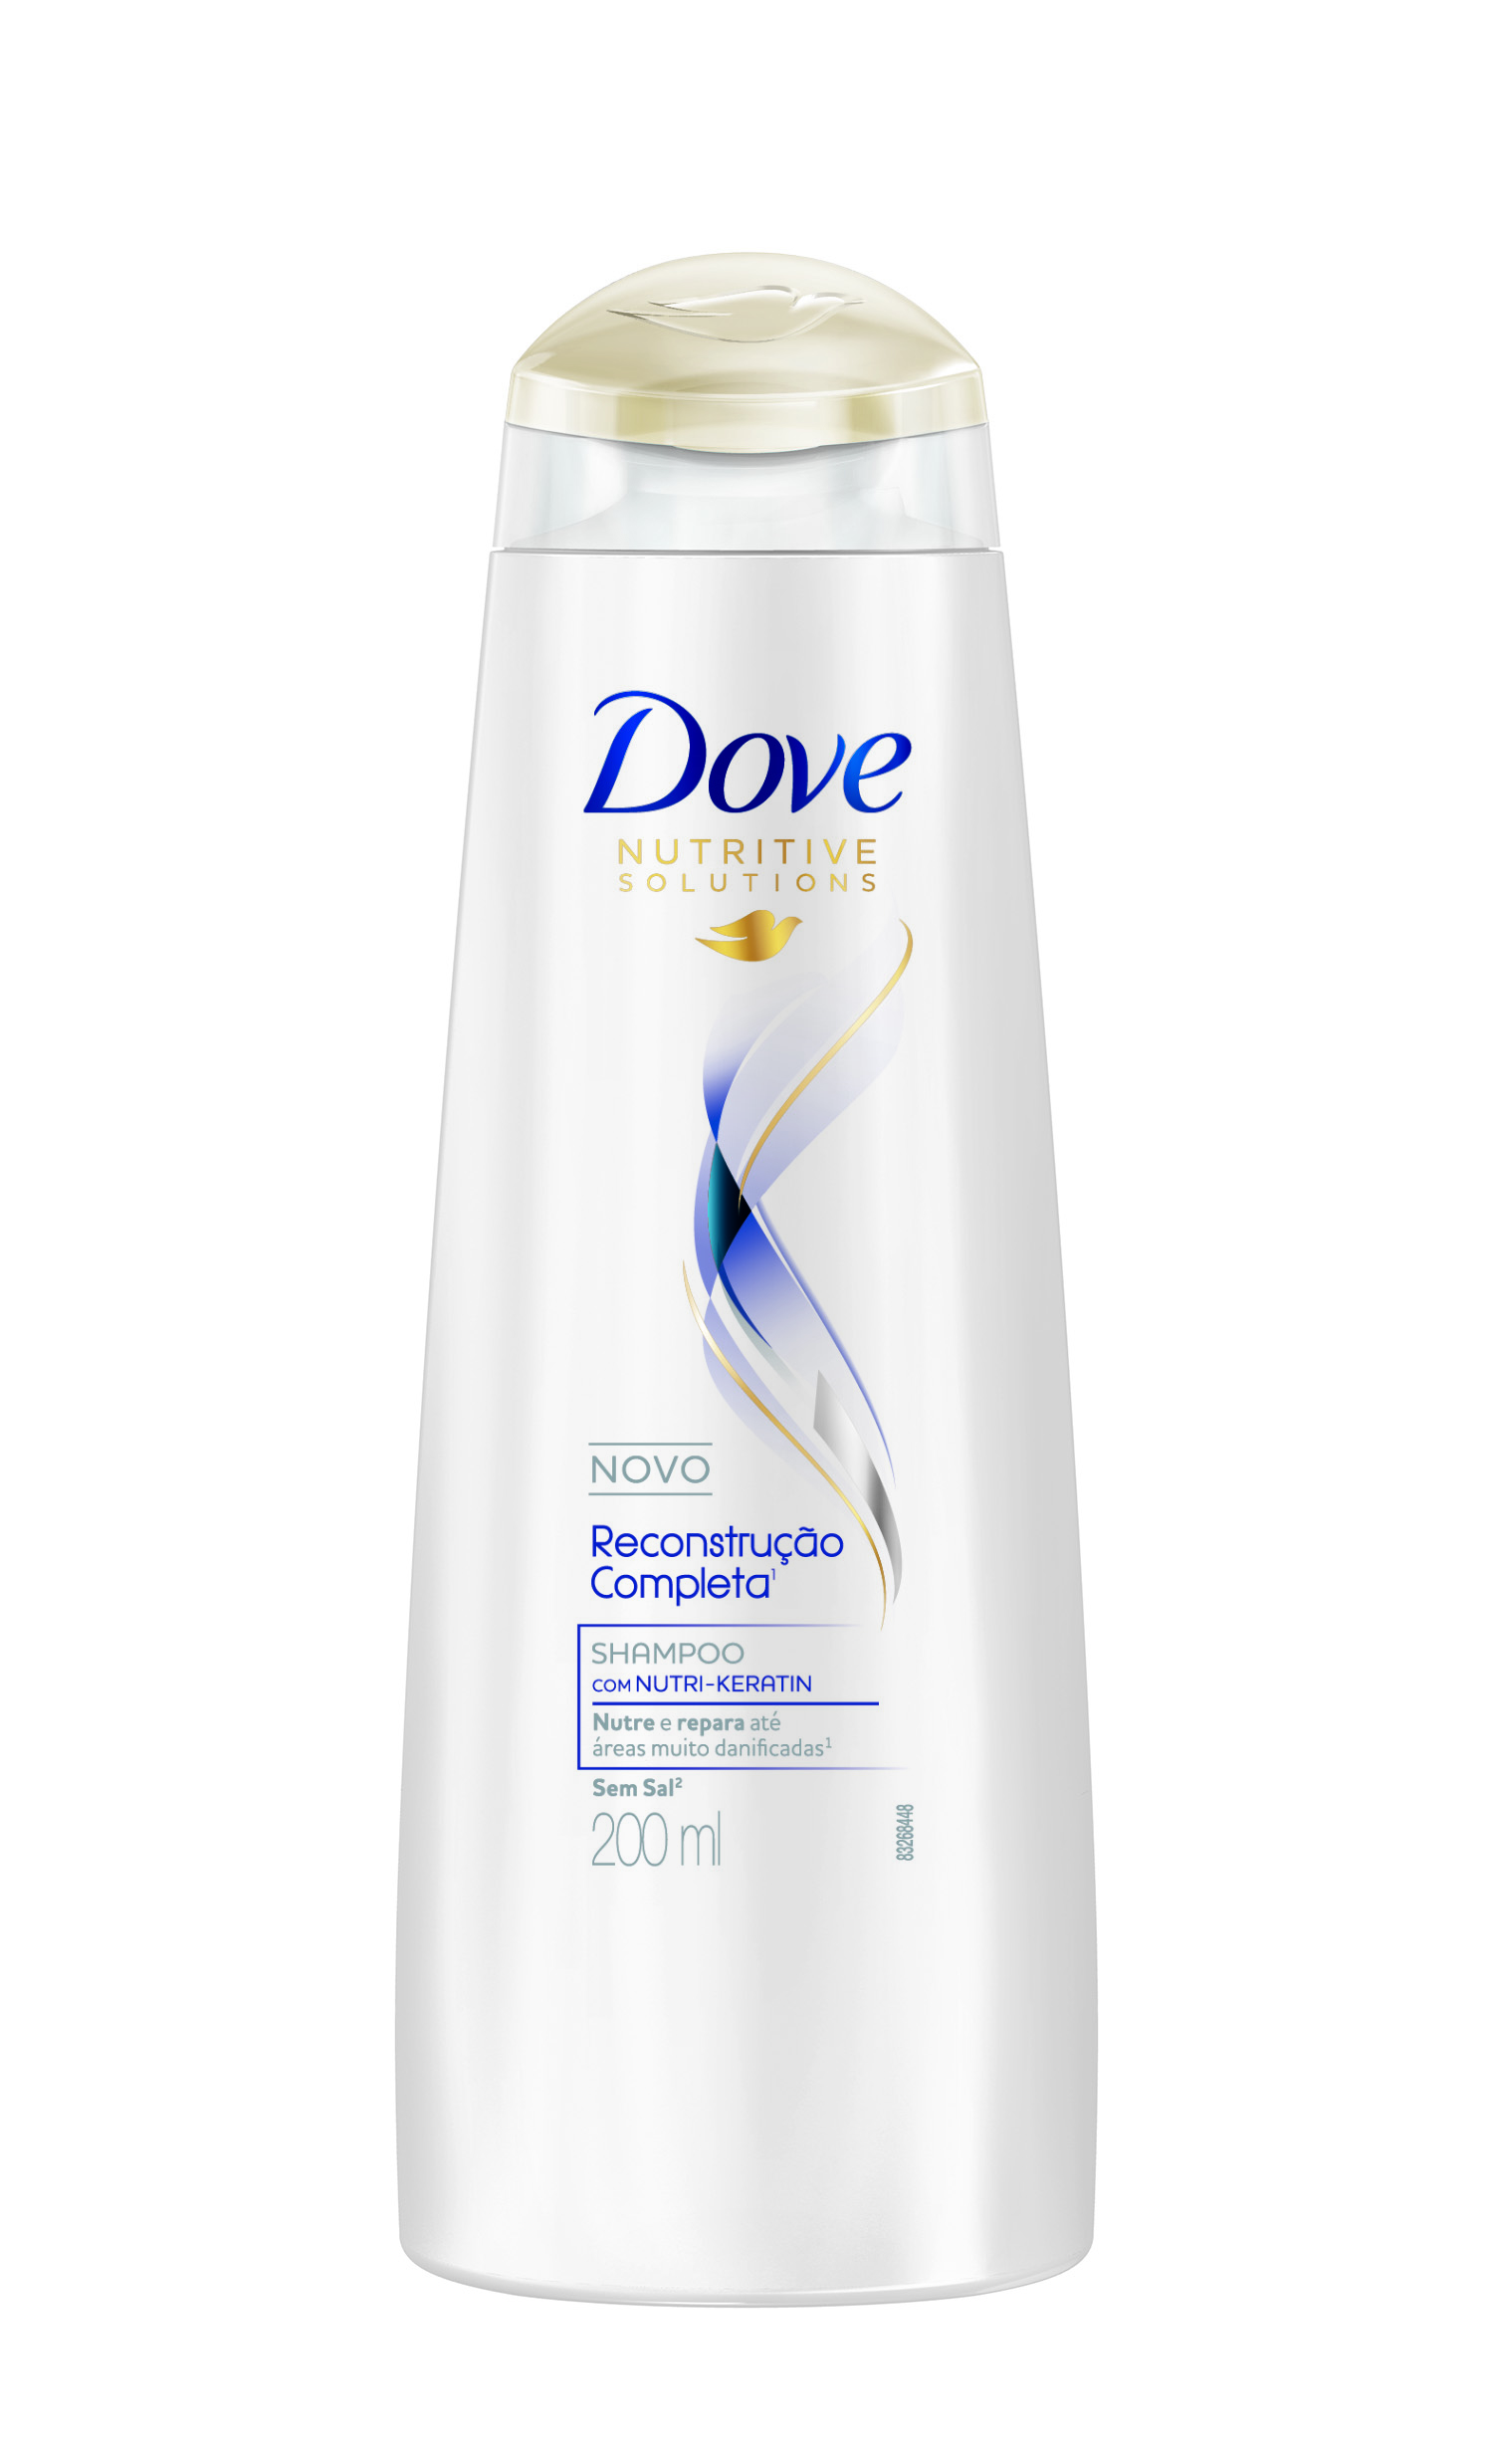 Dove
NUTRITIVE
SOLUTIONS
NOVO
Reconstrução
Completa¹
SHAMPOO
COM NUTRI-KERATIN
Nutre e repara até
áreas muito danificadas¹
Sem Sal²
200 ml
83268448